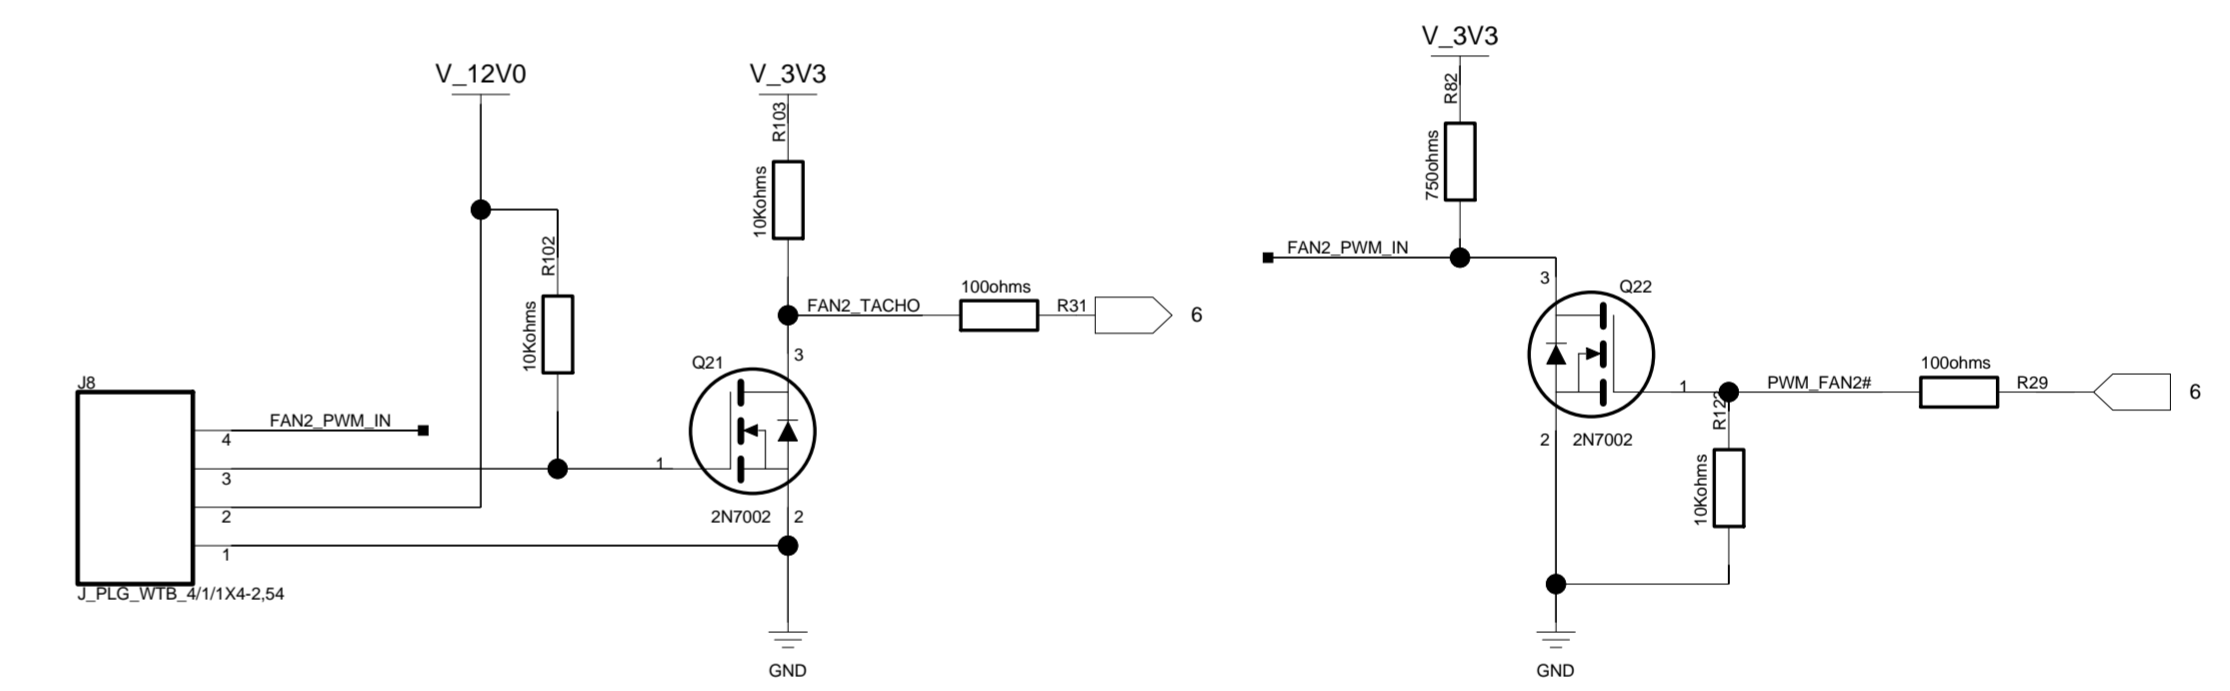 V_12V0
V_3V3
R103
10Kohms
R102
10Kohms
FAN2_TACHO
100ohms
R31
6
Q21
3
1
2N7002
2
J8
FAN2_PWM_IN
4
3
2
1
J_PLG_WTB_4/1/1X4-2,54
GND
V_3V3
R82
750ohms
FAN2_PWM_IN
3
Q22
1
2
2N7002
PWM_FAN2#
100ohms
R29
6
10Kohms
GND